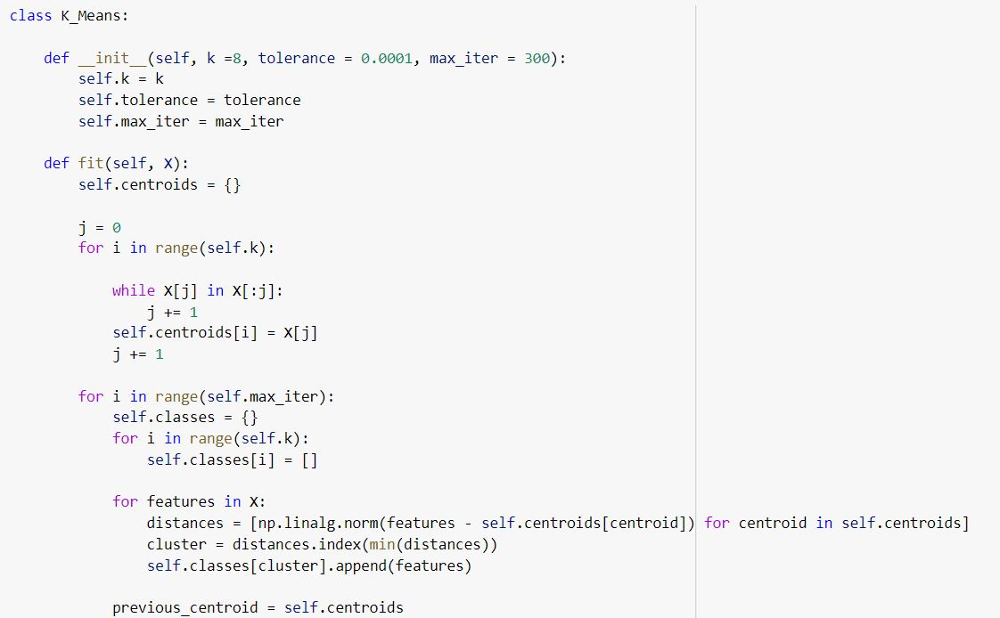 class K_Means:
def __init__(self, k =8, tolerance = 0.0001, max_iter = 300):
self.k = k
self.tolerance = tolerance
self.max_iter = max_iter
def fit(self, X):
self.centroids = {}
j = 0
for i in range(self.k):
while X[j] in X[:j]:
j += 1
self.centroids[i] = X[j]
j += 1
for i in range(self.max_iter):
self.classes = {}
for i in range(self.k):
self.classes[i] = []
for features in X:
distances = [np.linalg.norm(features - self.centroids[centroid]) for centroid in self.centroids]
cluster = distances.index(min(distances))
self.classes[cluster].append(features)
previous_centroid = self.centroids